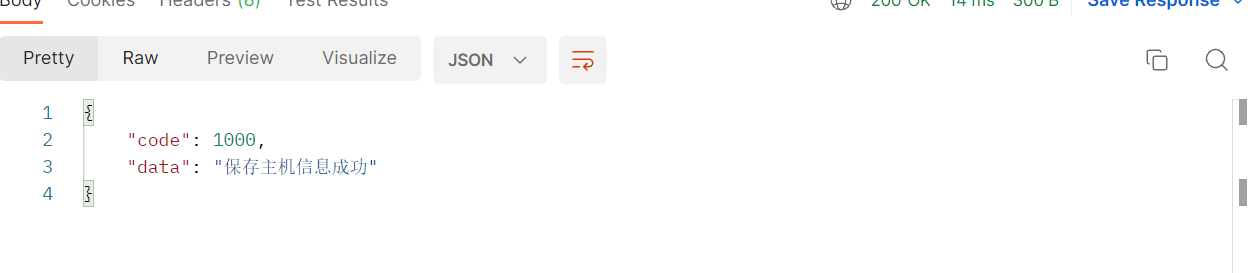 Body Cookies Headers (8) Test Results 200 OK 14 ms 300 B Save Response
Pretty Raw Preview Visualize JSON
1 {
2 "code": 1000,
3 "data": "保存主机信息成功"
4 }